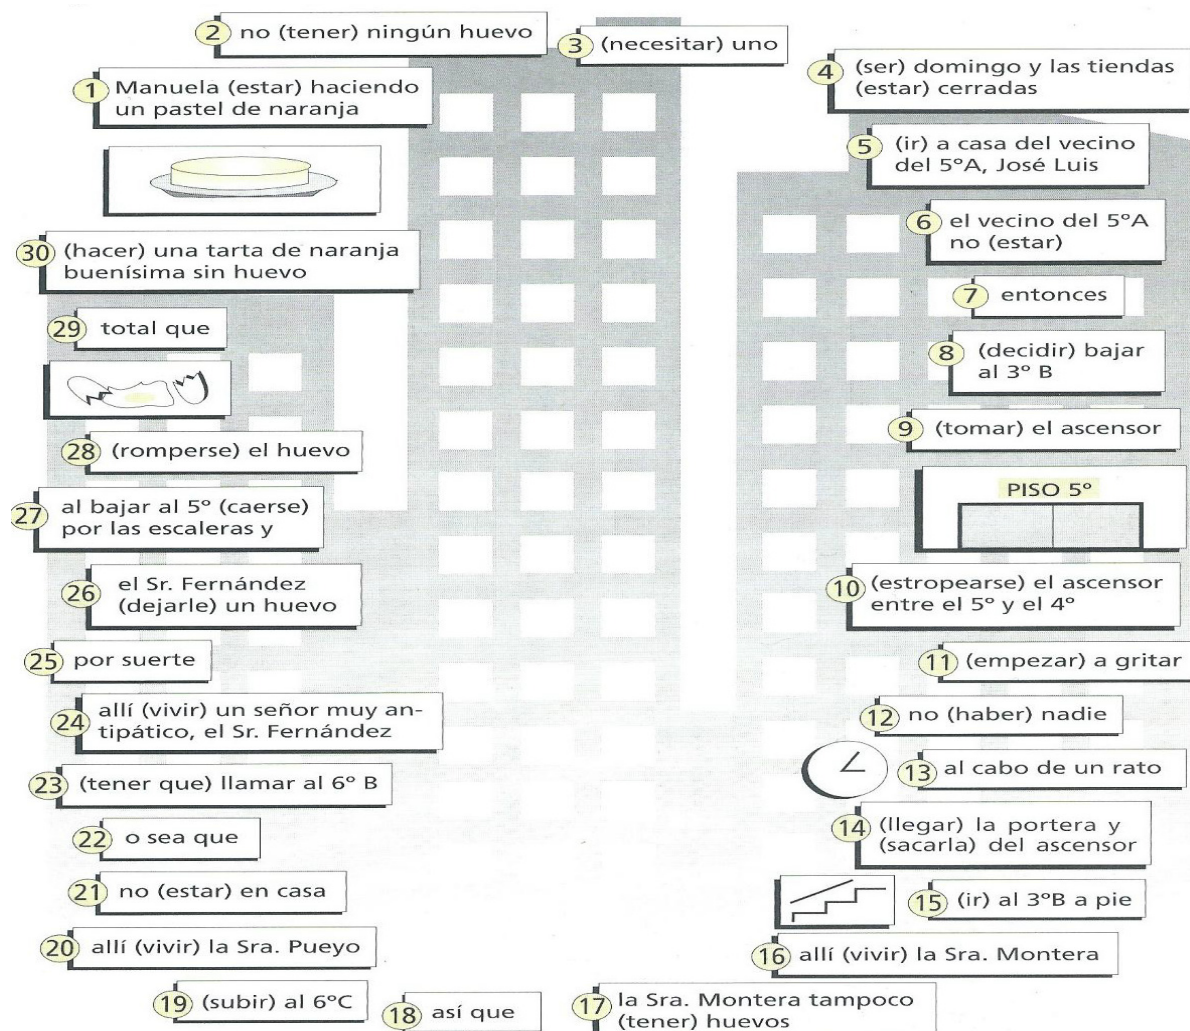 1 Manuela (estar) haciendo
un pastel de naranja
2 no (tener) ningún huevo
3 (necesitar) uno
4 (ser) domingo y las tiendas
(estar) cerradas
5 (ir) a casa del vecino
del 5ºA, José Luis
6 el vecino del 5ºA
no (estar)
7 entonces
8 (decidir) bajar
al 3º B
9 (tomar) el ascensor
PISO 5º
10 (estropearse) el ascensor
entre el 5º y el 4º
11 (empezar) a gritar
12 no (haber) nadie
13 al cabo de un rato
14 (llegar) la portera y
(sacarla) del ascensor
15 (ir) al 3ºB a pie
16 allí (vivir) la Sra. Montera
17 la Sra. Montera tampoco
(tener) huevos
18 así que
19 (subir) al 6ºC
20 allí (vivir) la Sra. Pueyo
21 no (estar) en casa
22 o sea que
23 (tener que) llamar al 6º B
24 allí (vivir) un señor muy an-
tipático, el Sr. Fernández
25 por suerte
26 el Sr. Fernández
(dejarle) un huevo
27 al bajar al 5º (caerse)
por las escaleras y
28 (romperse) el huevo
29 total que
30 (hacer) una tarta de naranja
buenísima sin huevo